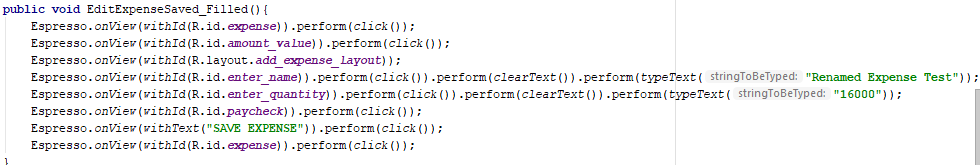 public void EditExpenseSaved_Filled(){
Espresso.onView(withId(R.id.expense)).perform(click());
Espresso.onView(withId(R.id.amount_value)).perform(click());
Espresso.onView(withId(R.layout.add_expense_layout));
Espresso.onView(withId(R.id.enter_name)).perform(click()).perform(clearText()).perform(typeText( stringToBeTyped: "Renamed Expense Test"));
Espresso.onView(withId(R.id.enter_quantity)).perform(click()).perform(clearText()).perform(typeText( stringToBeTyped: "16000"));
Espresso.onView(withId(R.id.paycheck)).perform(click());
Espresso.onView(withText("SAVE EXPENSE")).perform(click());
Espresso.onView(withId(R.id.expense)).perform(click());
}